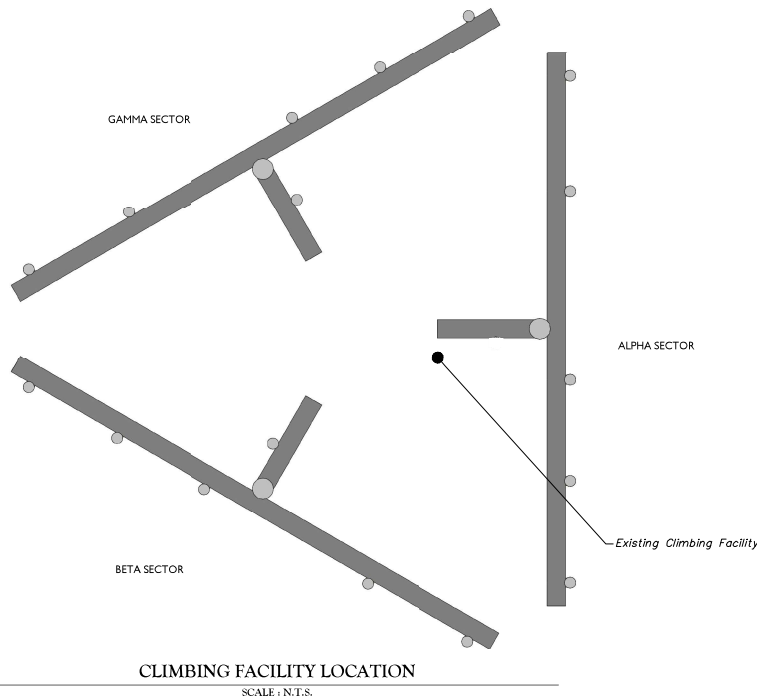 GAMMA SECTOR
ALPHA SECTOR
Existing Climbing Facility
BETA SECTOR
CLIMBING FACILITY LOCATION
SCALE : N.T.S.